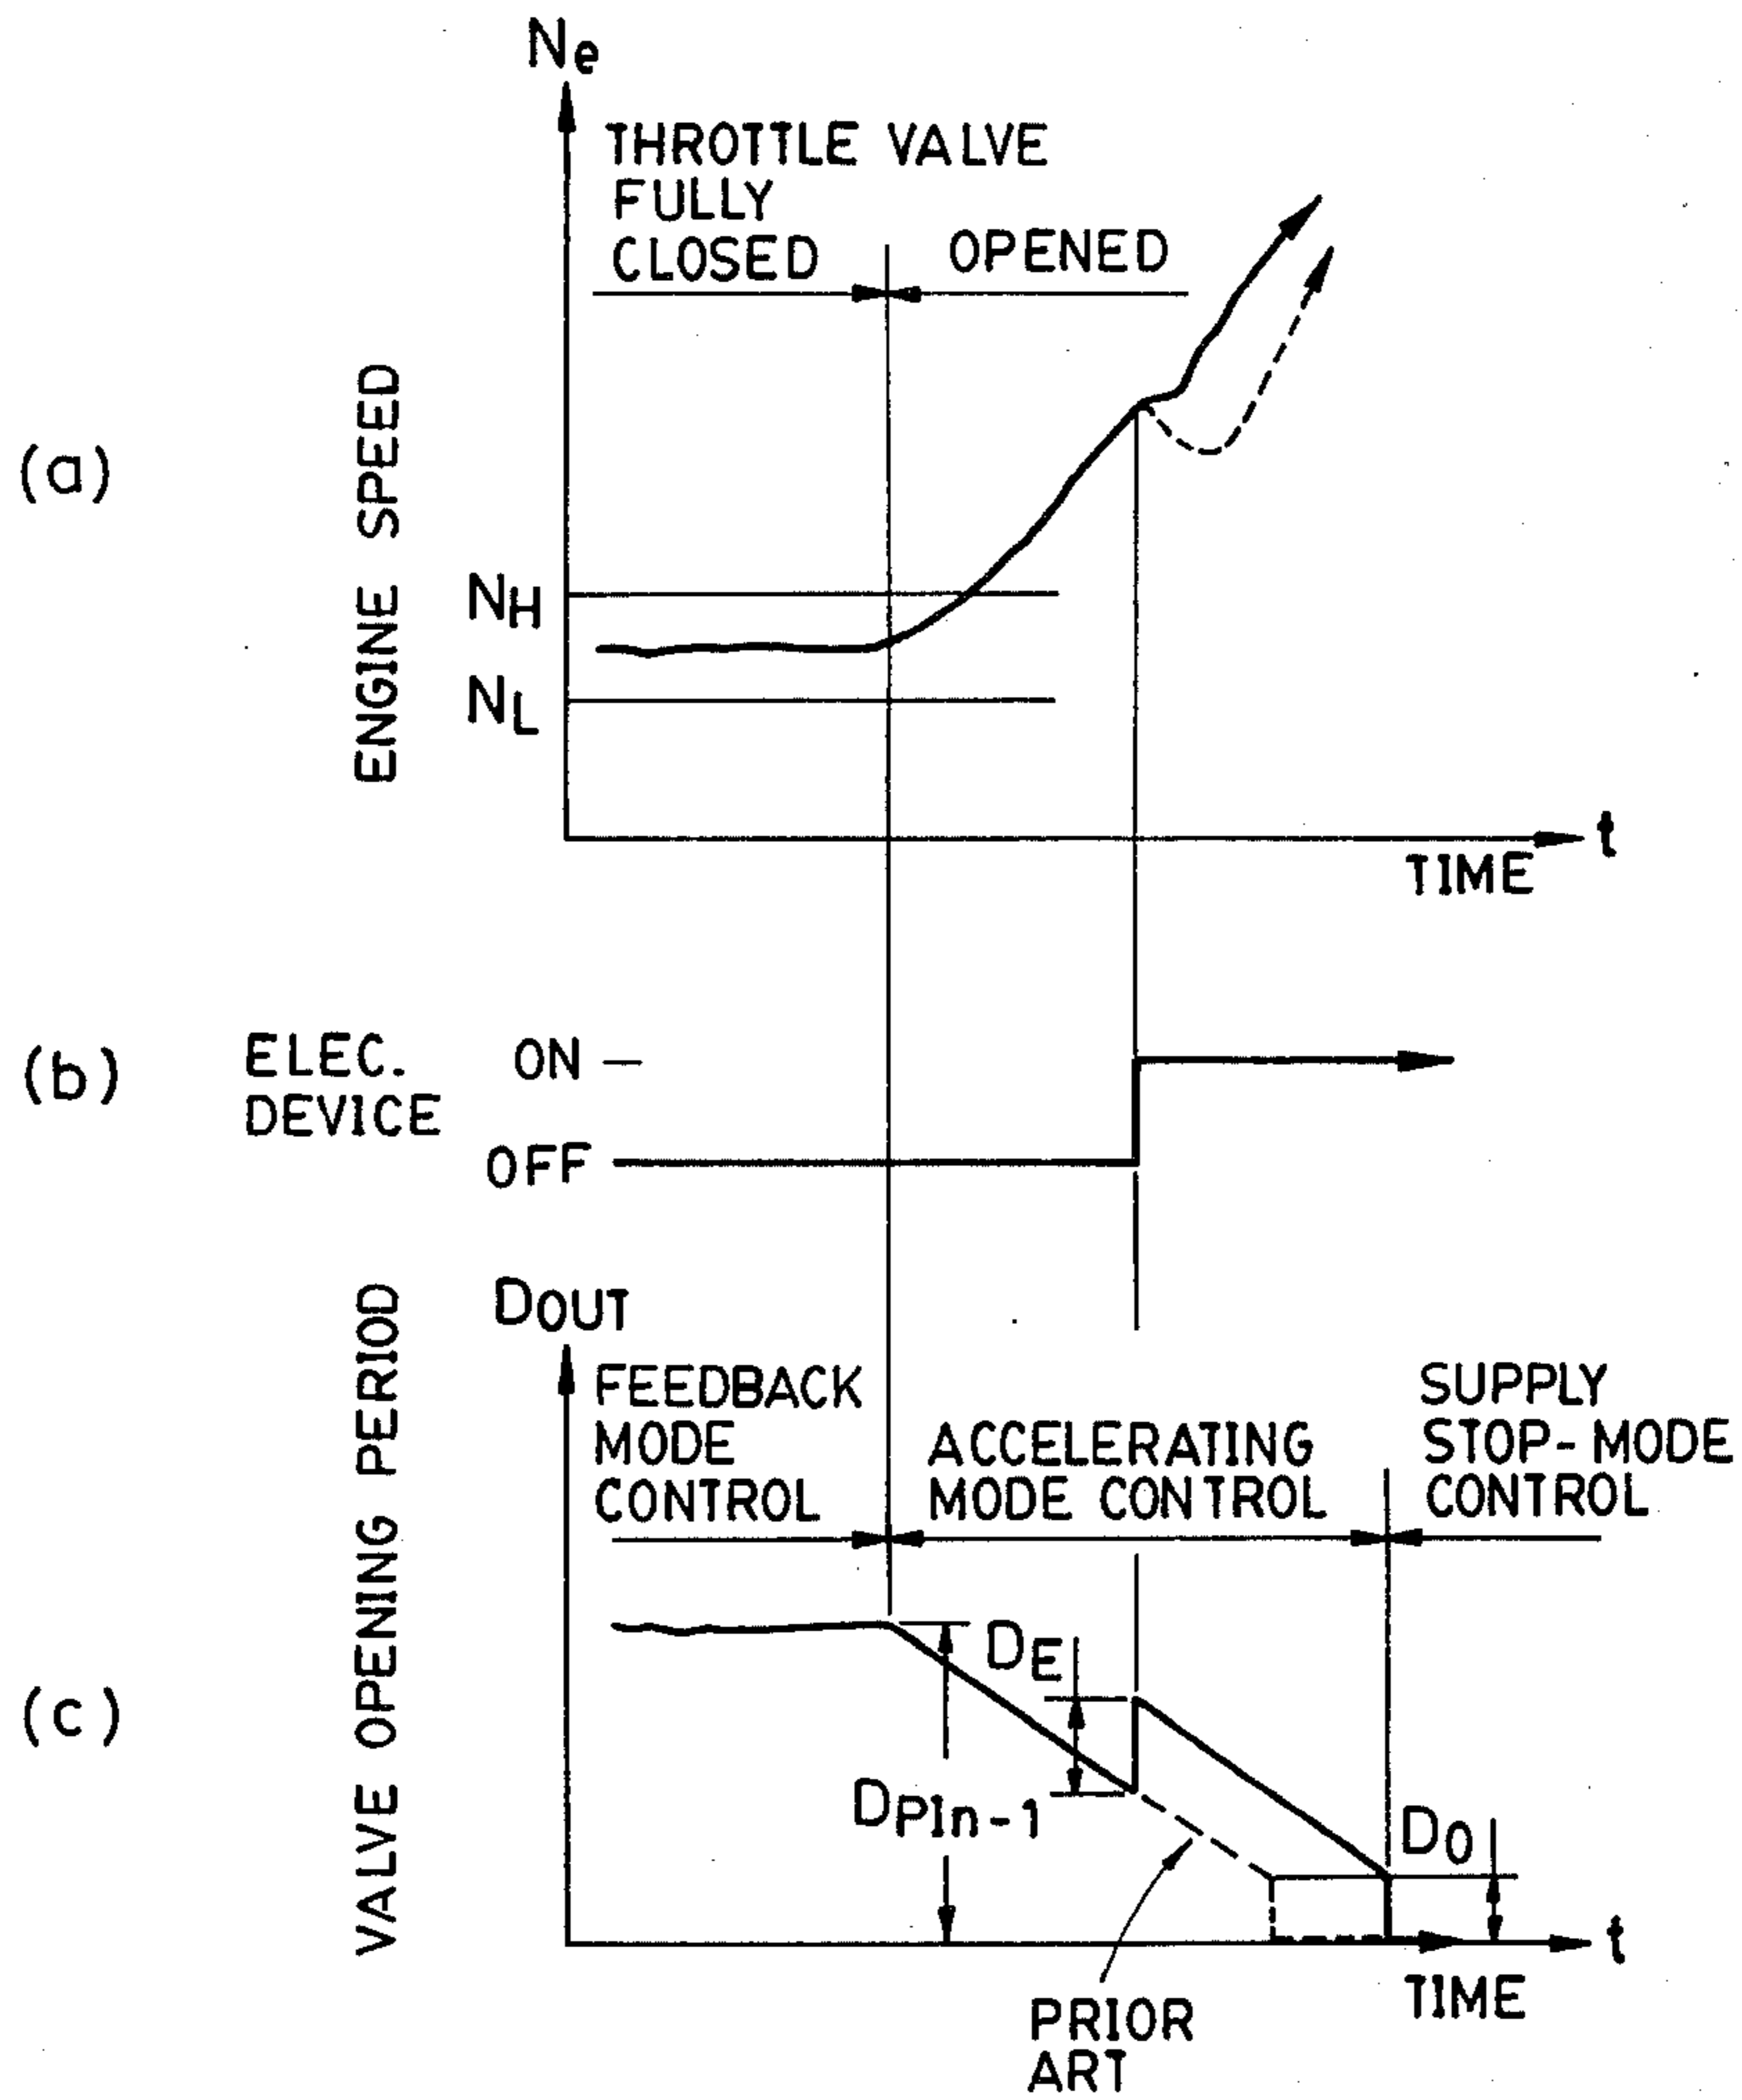 Ne
THROTTLE VALVE
FULLY
CLOSED
OPENED
(a)
ENGINE SPEED
NH
NL
t
TIME
(b)
ELEC.
DEVICE
ON
OFF
DOUT
VALVE OPENING PERIOD
FEEDBACK
MODE
CONTROL
ACCELERATING
MODE CONTROL
SUPPLY
STOP-MODE
CONTROL
(c)
DE
DPIn-1
DO
t
TIME
PRIOR
ART